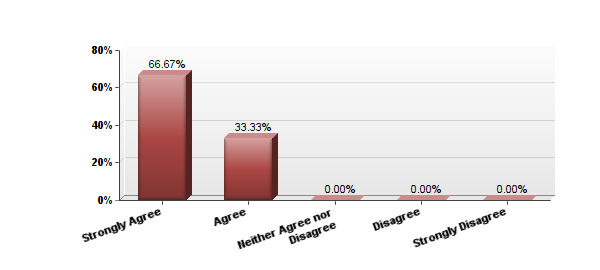 80%
66.67%
60%
40%
33.33%
20%
0.00%
0.00%
0.00%
0%
Strongly Agree
Agree
Neither Agree nor
Disagree
Disagree
Strongly Disagree